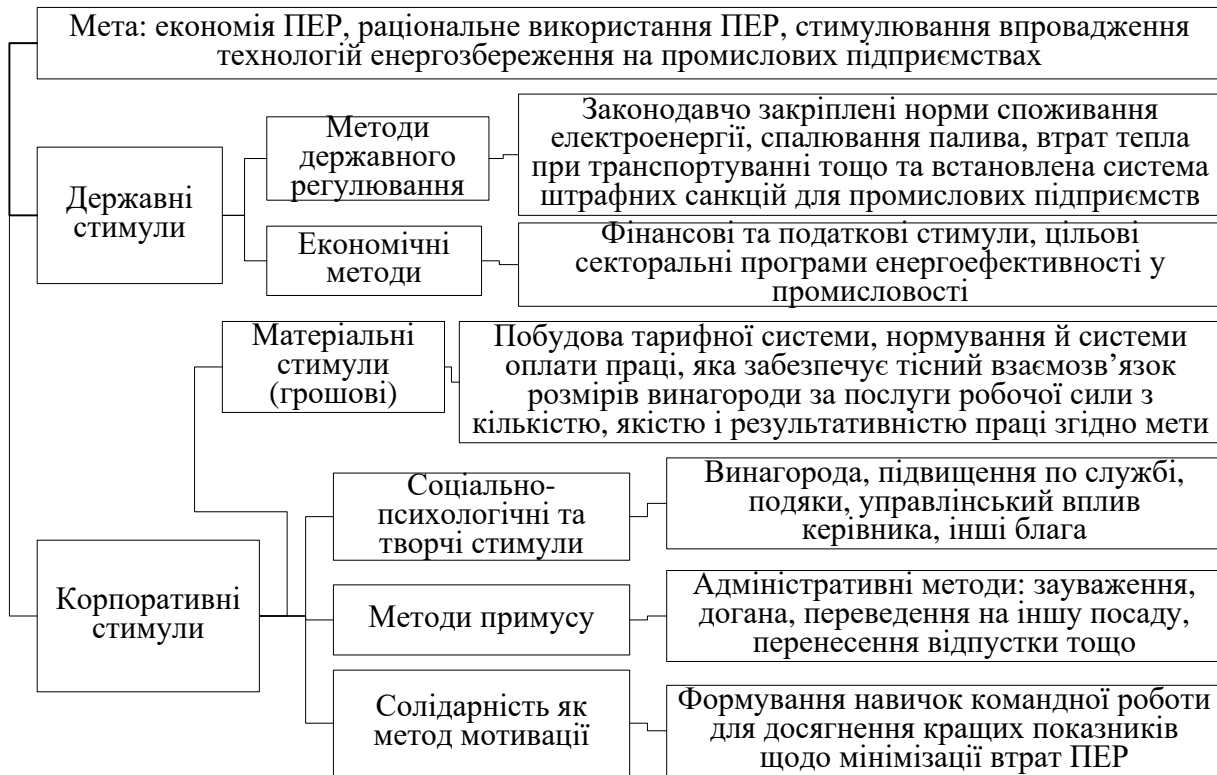 Мета: економія ПЕР, раціональне використання ПЕР, стимулювання впровадження
технологій енергозбереження на промислових підприємствах
Державні
стимули
Методи
державного
регулювання
Законодавчо закріплені норми споживання
електроенергії, спалювання палива, втрат тепла
при транспортуванні тощо та встановлена система
штрафних санкцій для промислових підприємств
Економічні
методи
Фінансові та податкові стимули, цільові
секторальні програми енергоефективності у
промисловості
Корпоративні
стимули
Матеріальні
стимули
(грошові)
Побудова тарифної системи, нормування й системи
оплати праці, яка забезпечує тісний взаємозв’язок
розмірів винагороди за послуги робочої сили з
кількістю, якістю і результативністю праці згідно мети
Соціально-
психологічні та
творчі стимули
Винагорода, підвищення по службі,
подяки, управлінський вплив
керівника, інші блага
Методи примусу
Адміністративні методи: зауваження,
догана, переведення на іншу посаду,
перенесення відпустки тощо
Солідарність як
метод мотивації
Формування навичок командної роботи
для досягнення кращих показників
щодо мінімізації втрат ПЕР